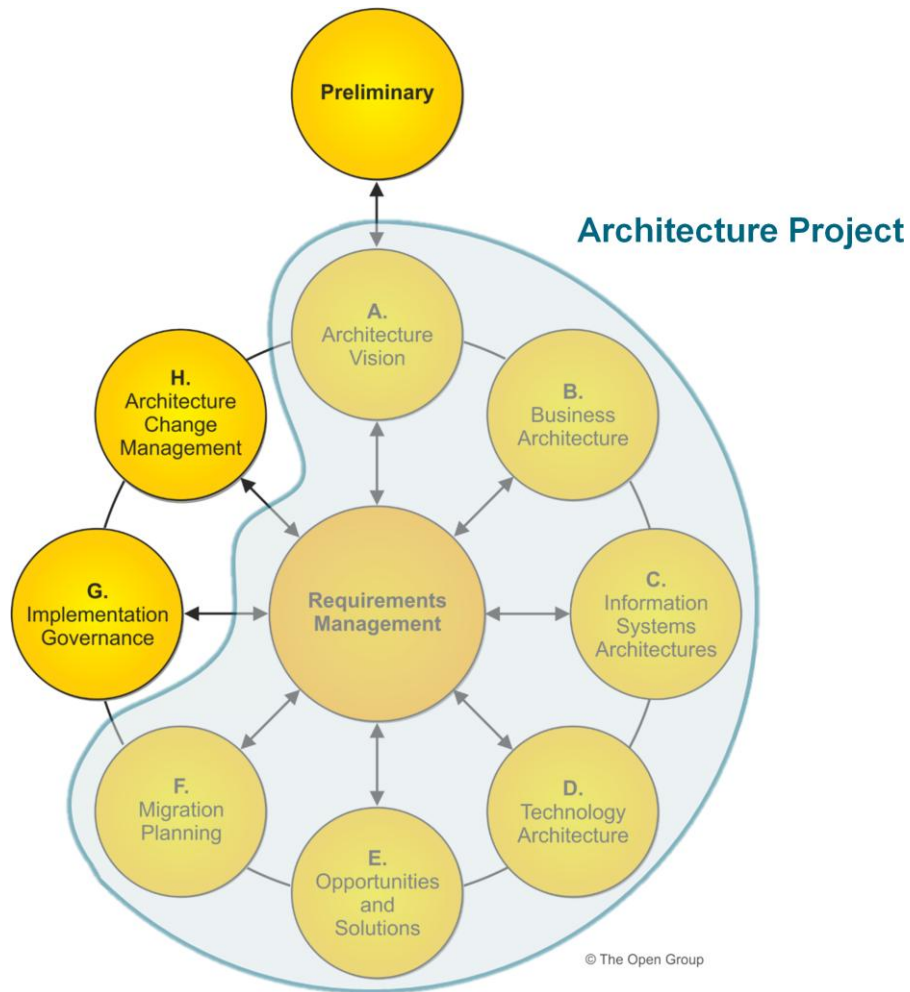 Preliminary
Architecture Project
A.
Architecture
Vision
H.
Architecture
Change
Management
B.
Business
Architecture
G.
Implementation
Governance
Requirements
Management
C.
Information
Systems
Architectures
F.
Migration
Planning
D.
Technology
Architecture
E.
Opportunities
and
Solutions
© The Open Group